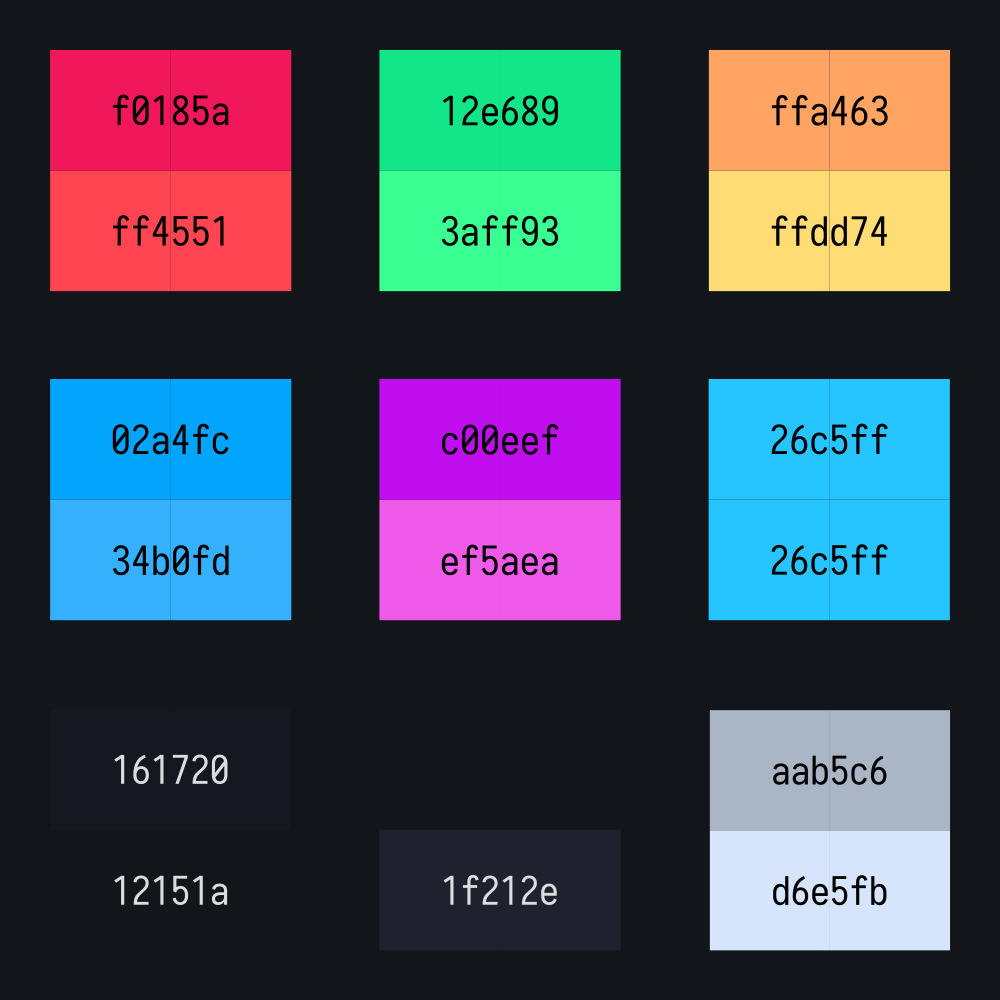 f0185a
12e689
ffa463
ff4551
3aff93
ffdd74
02a4fc
c00eef
26c5ff
34b0fd
ef5aea
26c5ff
161720
aab5c6
12151a
1f212e
d6e5fb